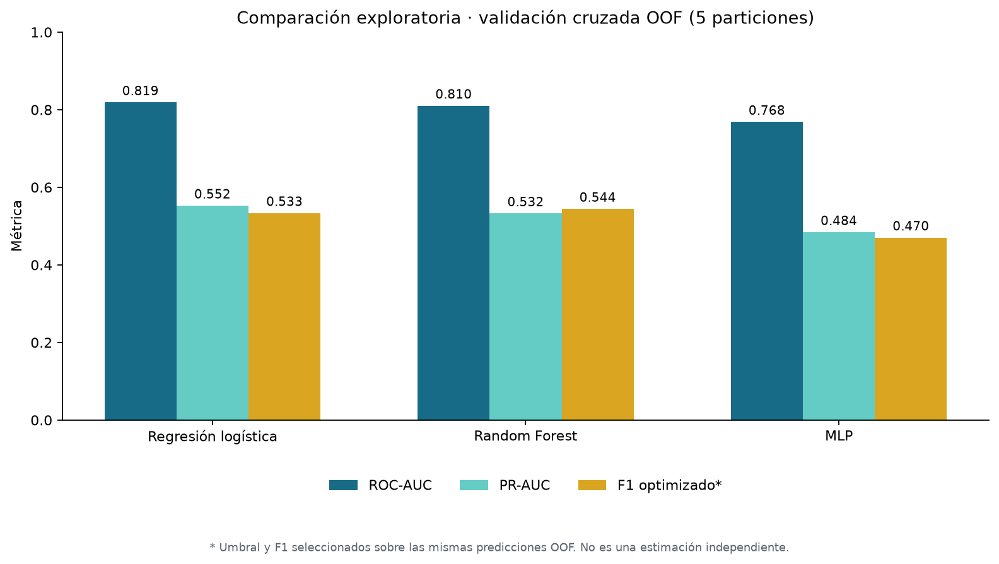 Comparación exploratoria · validación cruzada OOF (5 particiones)
Métrica
1.0
0.8
0.6
0.4
0.2
0.0
0.819
0.552
0.533
0.810
0.532
0.544
0.768
0.484
0.470
Regresión logística
Random Forest
MLP
ROC-AUC
PR-AUC
F1 optimizado*
* Umbral y F1 seleccionados sobre las mismas predicciones OOF. No es una estimación independiente.